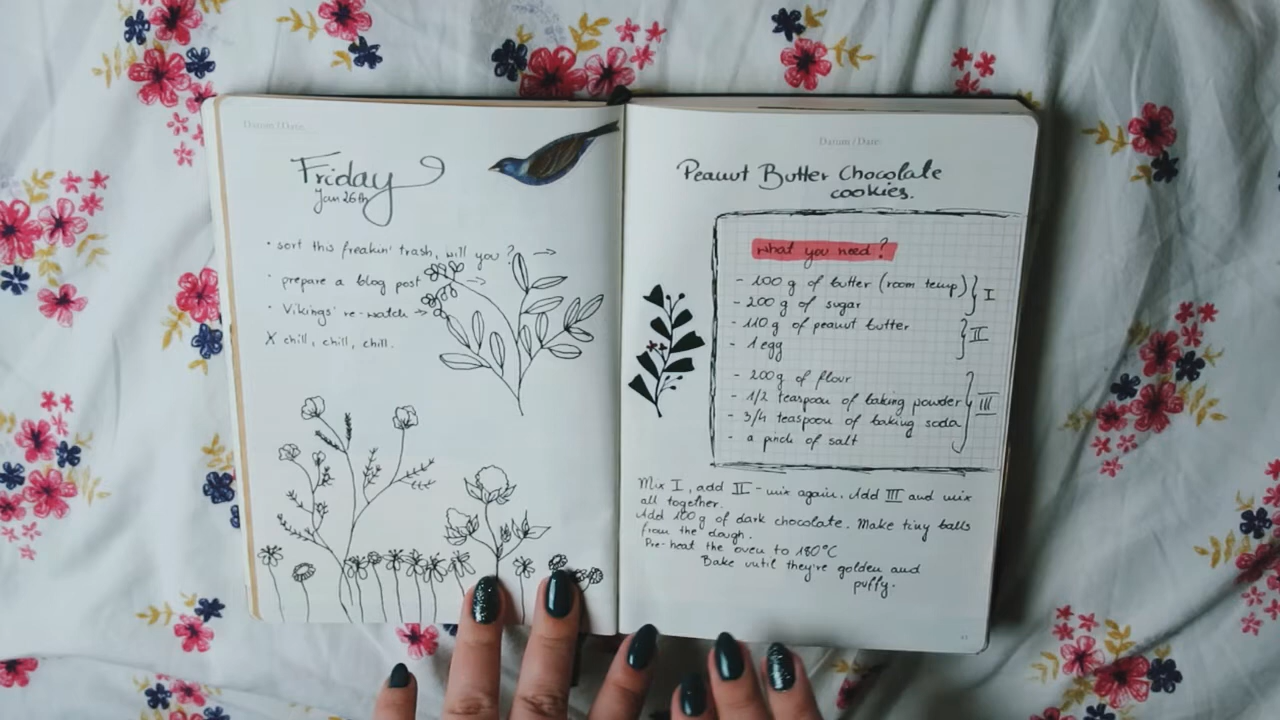 Datum / Date
Friday
Jan 26th
• sort this freakin' trash, will you? →
• prepare a blog post →
• Vikings' re-watch →
X chill, chill, chill.
Datum / Date
Peanut Butter Chocolate
cookies.
what you need?
- 100 g of butter (room temp) } I
- 200 g of sugar
- 110 g of peanut butter } II
- 1 egg
- 200 g of flour
- 1/2 teaspoon of baking powder } III
- 3/4 teaspoon of baking soda
- a pinch of salt
Mix I, add II - mix again. Add III and mix
all together.
Add 100 g of dark chocolate. Make tiny balls
from the dough.
Pre-heat the oven to 180°C
Bake until they're golden and
puffy.